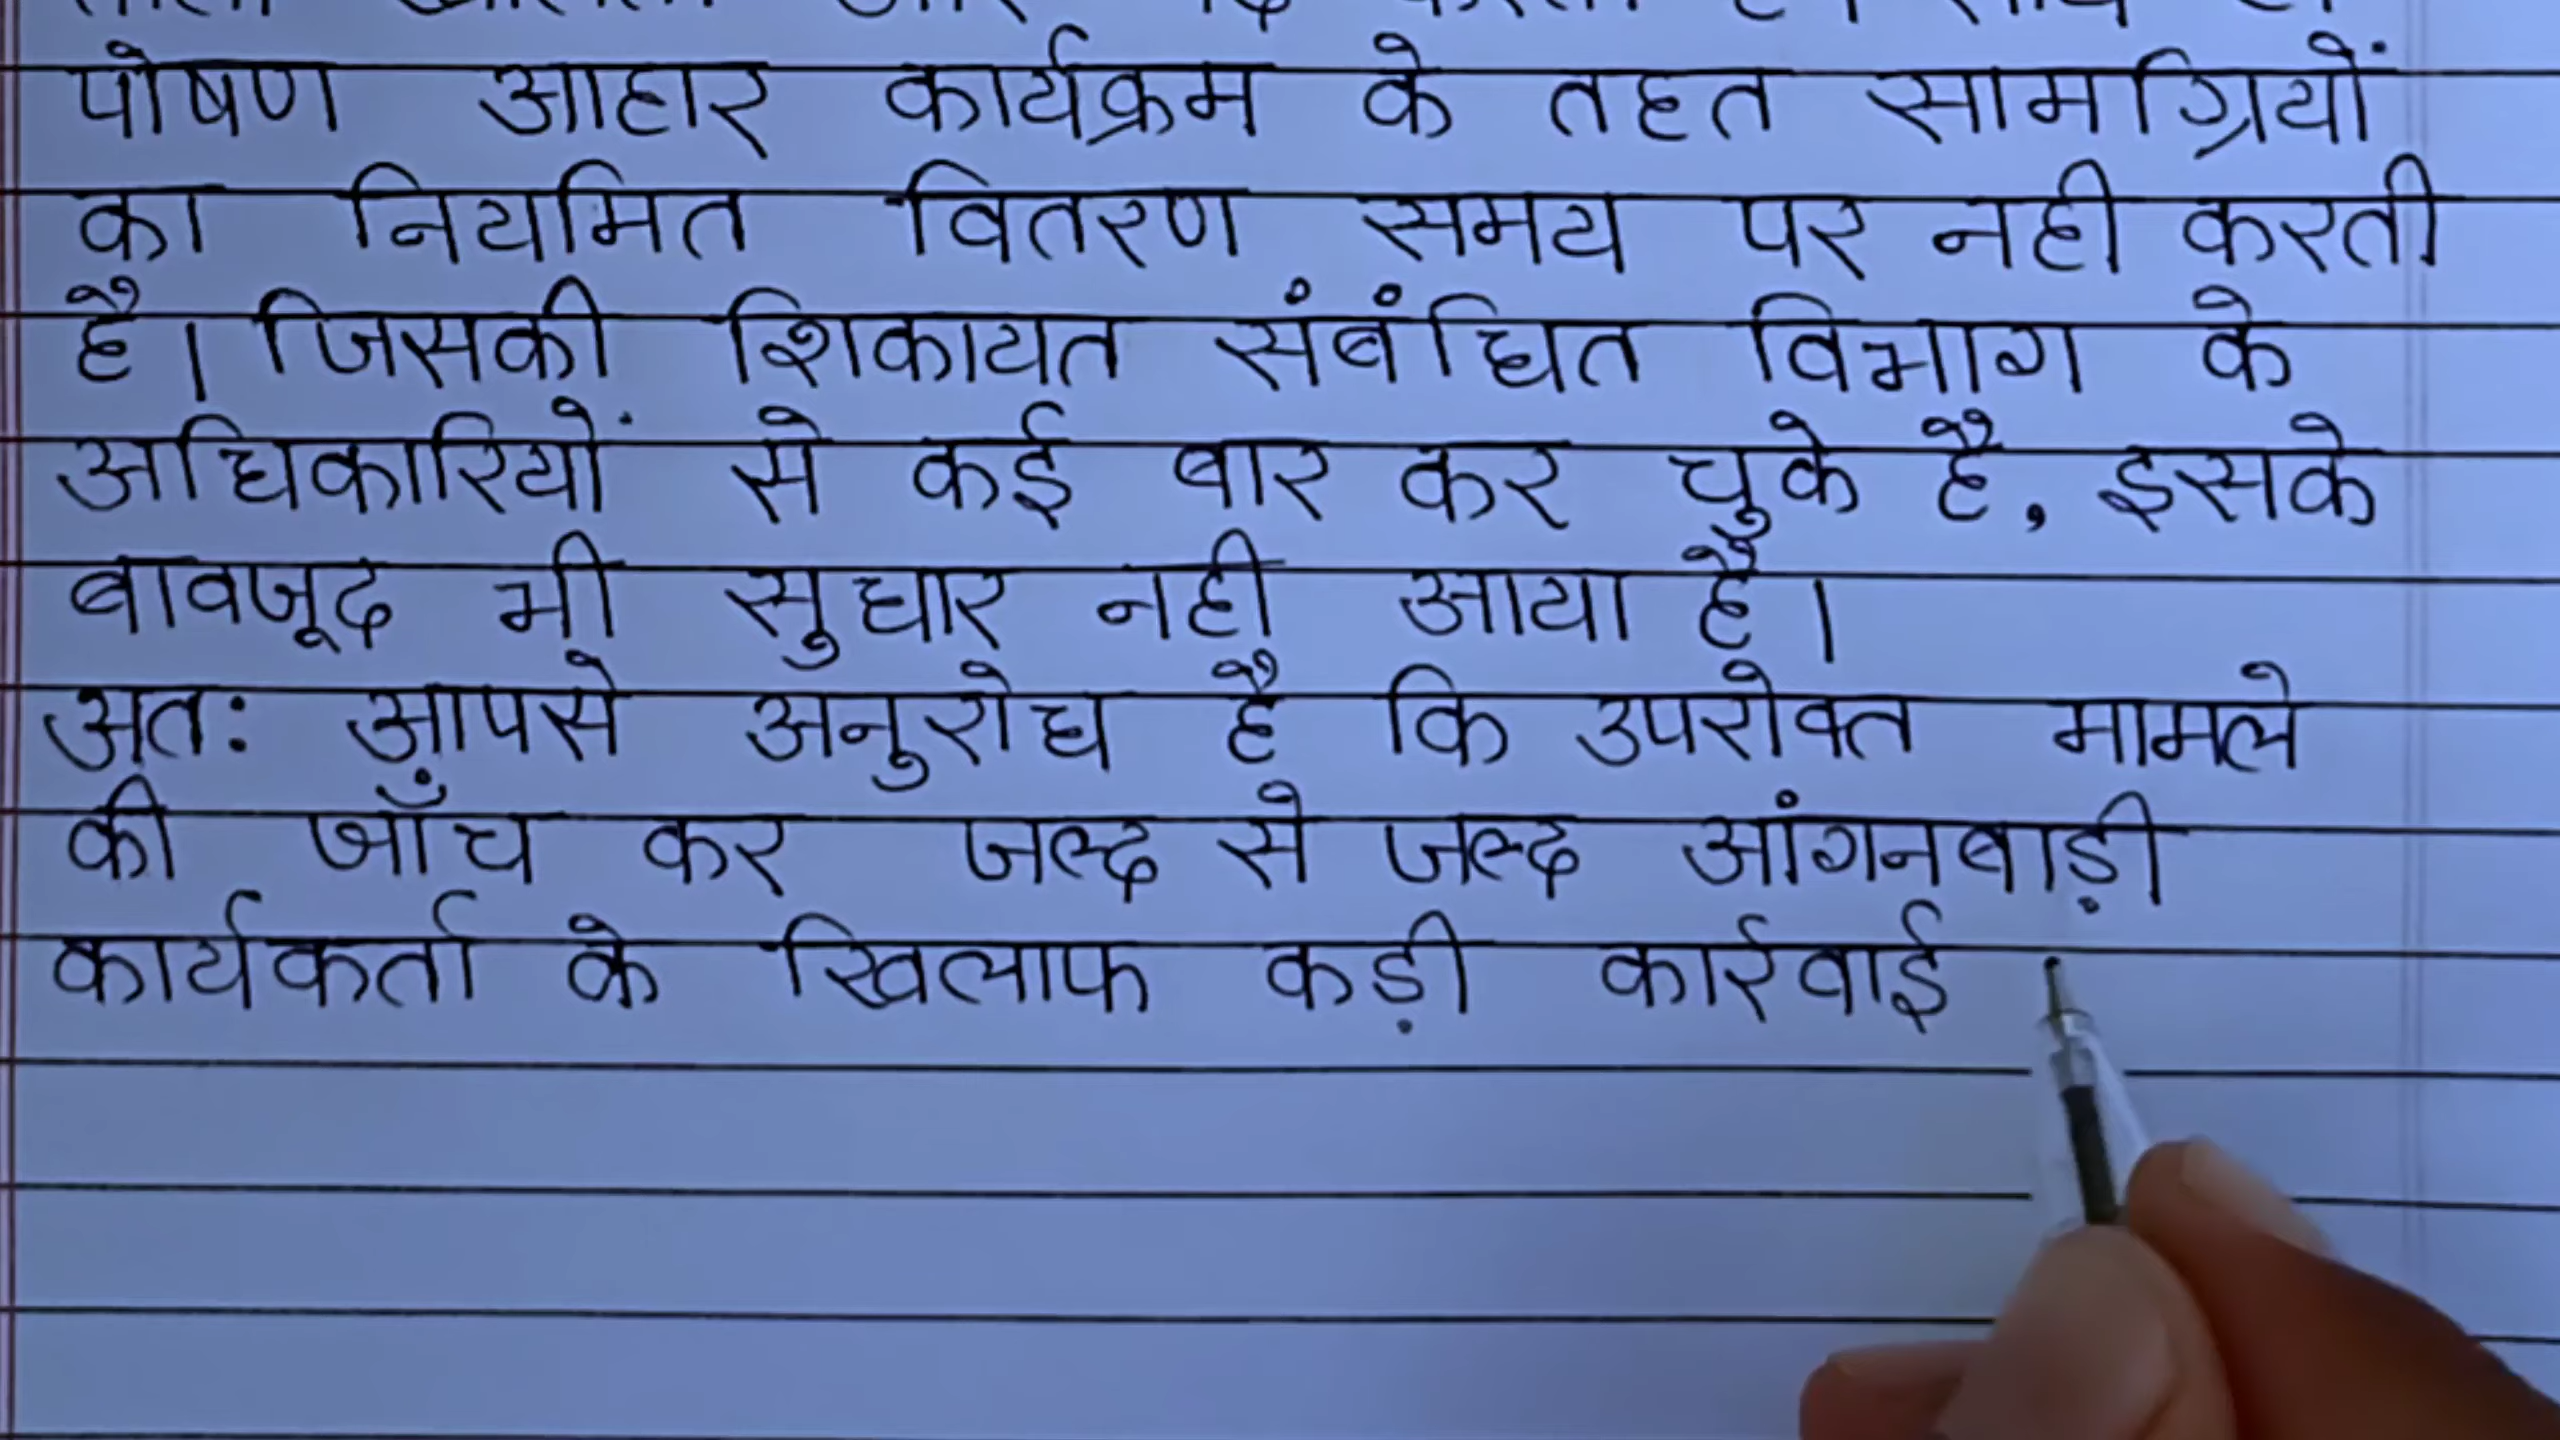 पोषण आहार कार्यक्रम के तहत सामग्रियों
का नियमित वितरण समय पर नही करती
है। जिसकी शिकायत संबंधित विभाग के
अधिकारियों से कई बार कर चुके है, इसके
बावजूद भी सुधार नही आया है।
अतः आपसे अनुरोध है कि उपरोक्त मामले
की जाँच कर जल्द से जल्द आंगनबाड़ी
कार्यकर्ता के खिलाफ कड़ी कार्रवाई